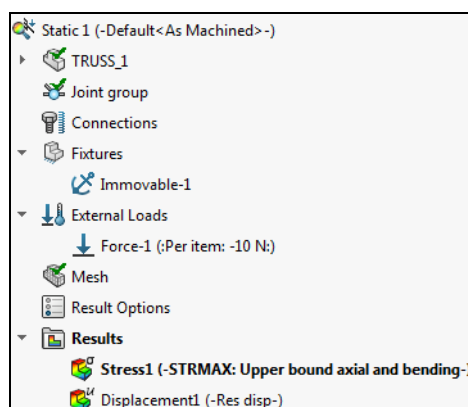 Static 1 (-Default<As Machined>-)
TRUSS_1
Joint group
Connections
Fixtures
Immovable-1
External Loads
Force-1 (:Per item: -10 N:)
Mesh
Result Options
Results
Stress1 (-STRMAX: Upper bound axial and bending-)
Displacement1 (-Res disp-)